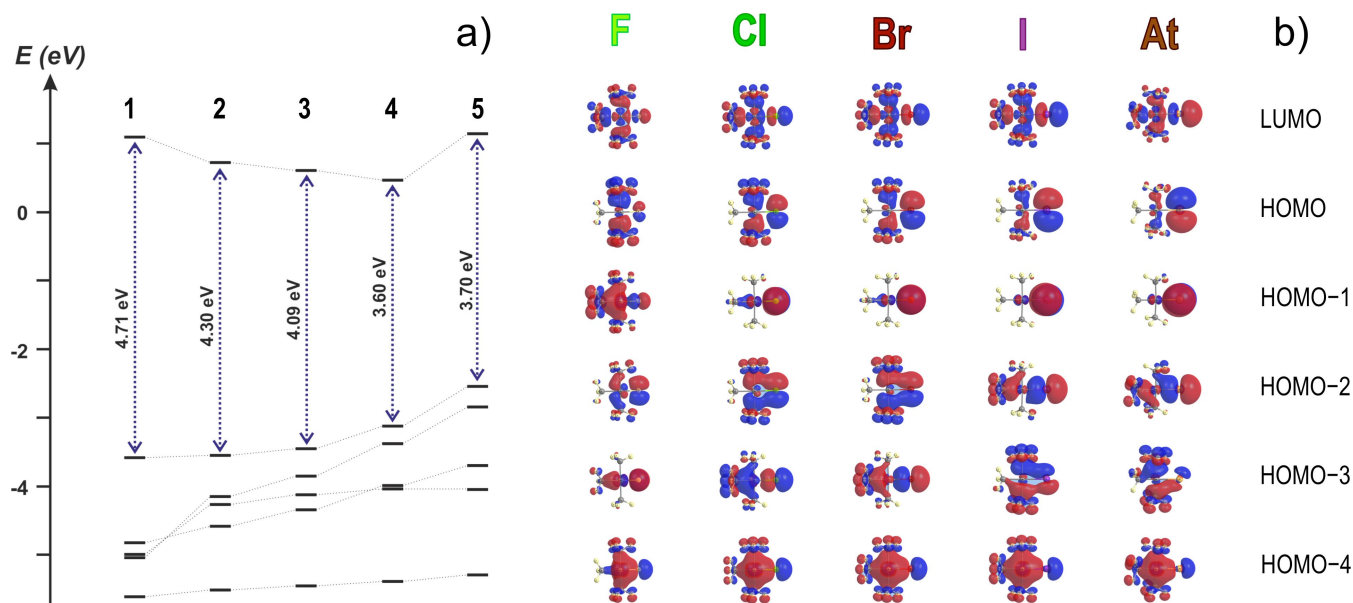 a)
F Cl Br I At
b)
E (eV)
1 2 3 4 5
LUMO
0
HOMO
4.71 eV 4.30 eV 4.09 eV 3.60 eV 3.70 eV
HOMO−1
-2
HOMO−2
-4
HOMO−3
HOMO−4